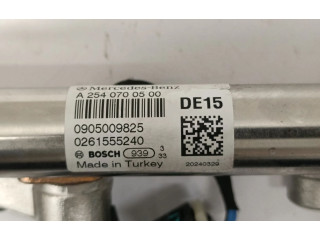 Mercedes-Benz
A 254 070 05 00
DE15
0905009825
0261555240
BOSCH 939 3 33
Made in Turkey
30240329